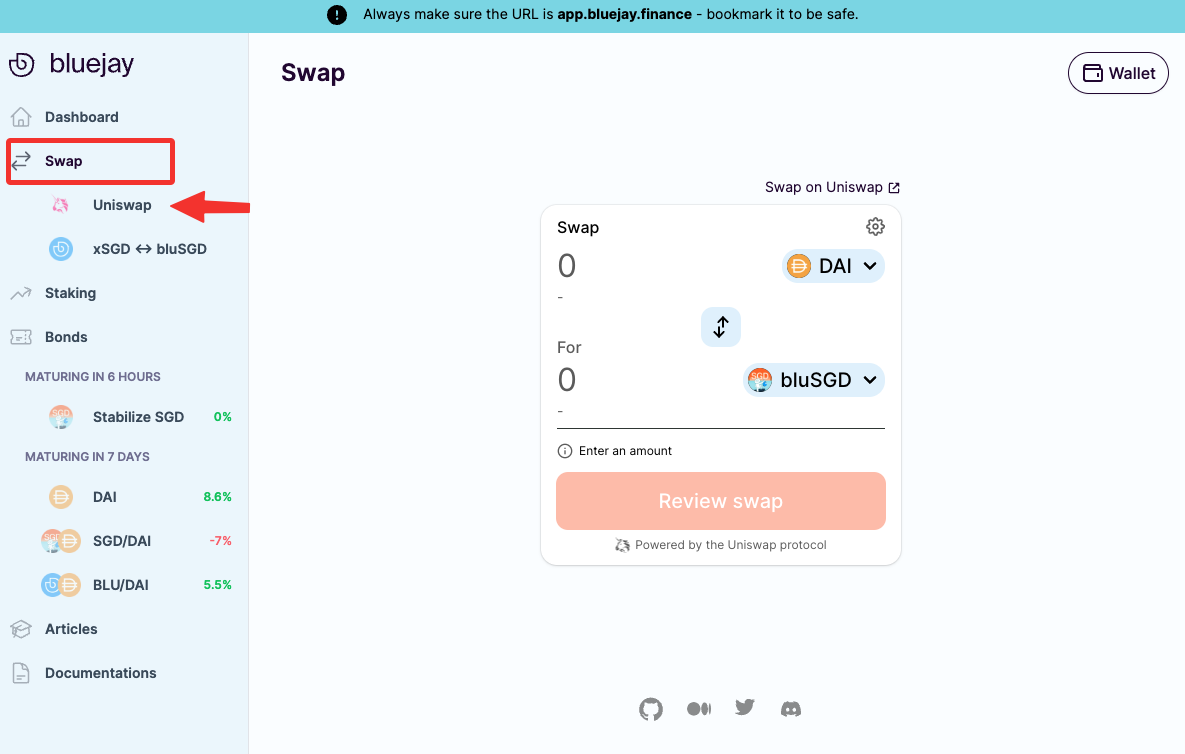 Always make sure the URL is app.bluejay.finance - bookmark it to be safe.
bluejay
Swap
Wallet
Dashboard
Swap
Uniswap
xSGD ↔ bluSGD
Staking
Bonds
MATURING IN 6 HOURS
Stabilize SGD 0%
MATURING IN 7 DAYS
DAI 8.6%
SGD/DAI -7%
BLU/DAI 5.5%
Articles
Documentations
Swap on Uniswap
Swap
0
DAI
-
For
0
SGD
bluSGD
-
Enter an amount
Review swap
Powered by the Uniswap protocol